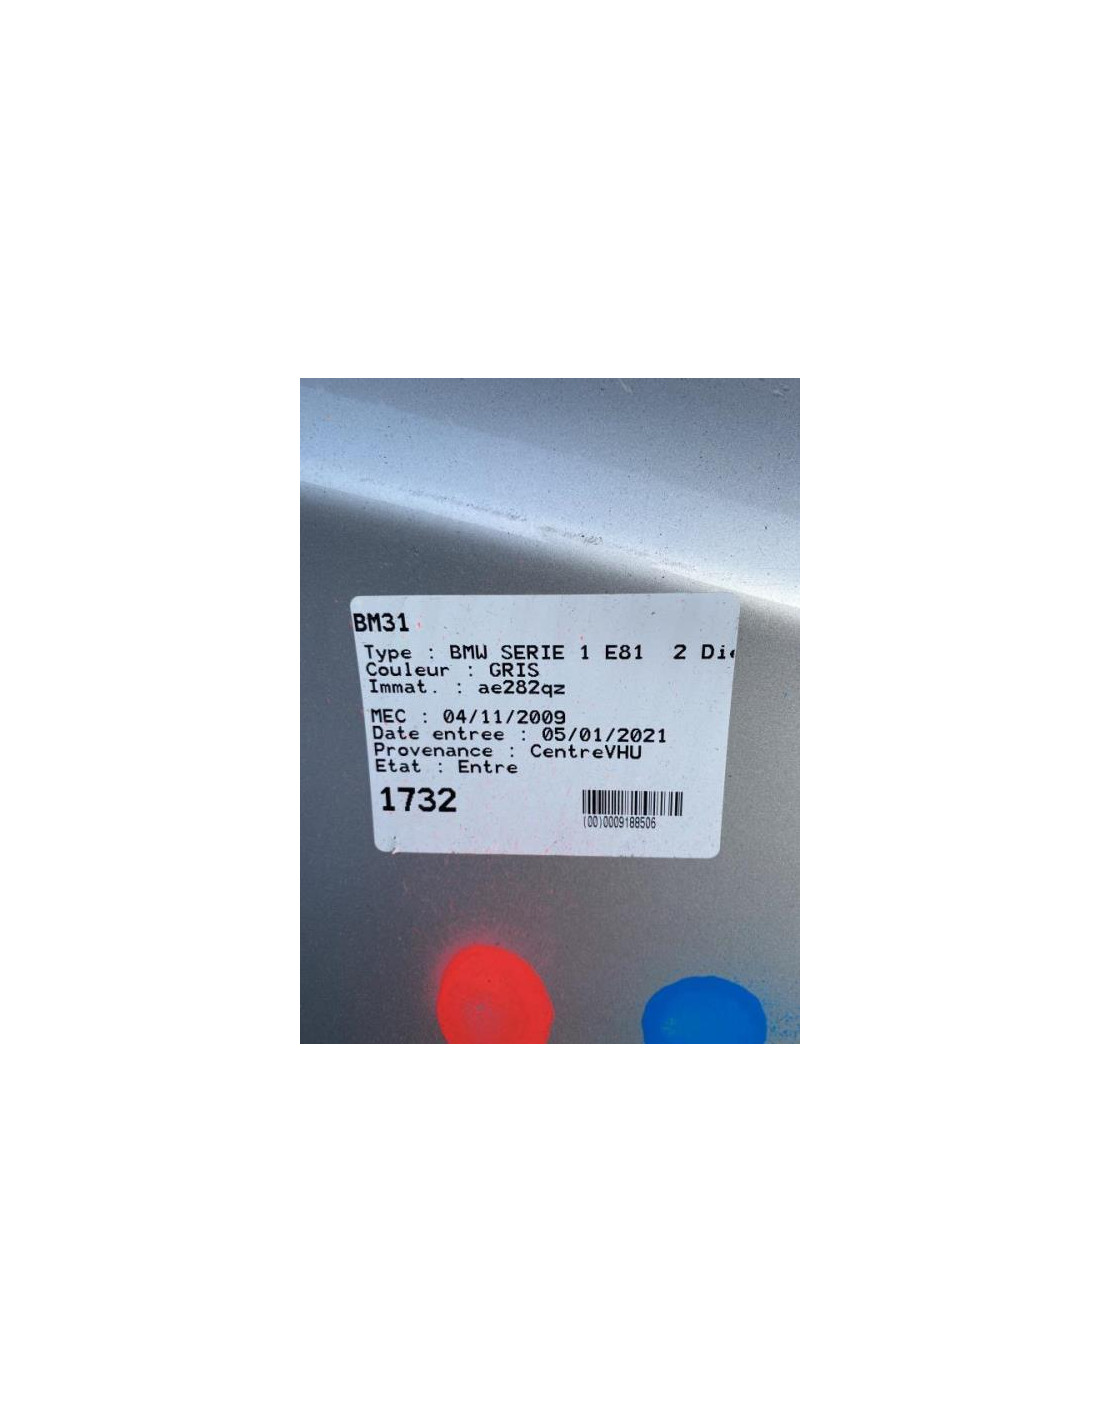 BM31
Type : BMW SERIE 1 E81 2
Couleur : GRIS
Immat. : ae282qz
MEC : 04/11/2009
Date entree : 05/01/2021
Provenance : CentreVHU
Etat : Entre
1732
(00)0009188506